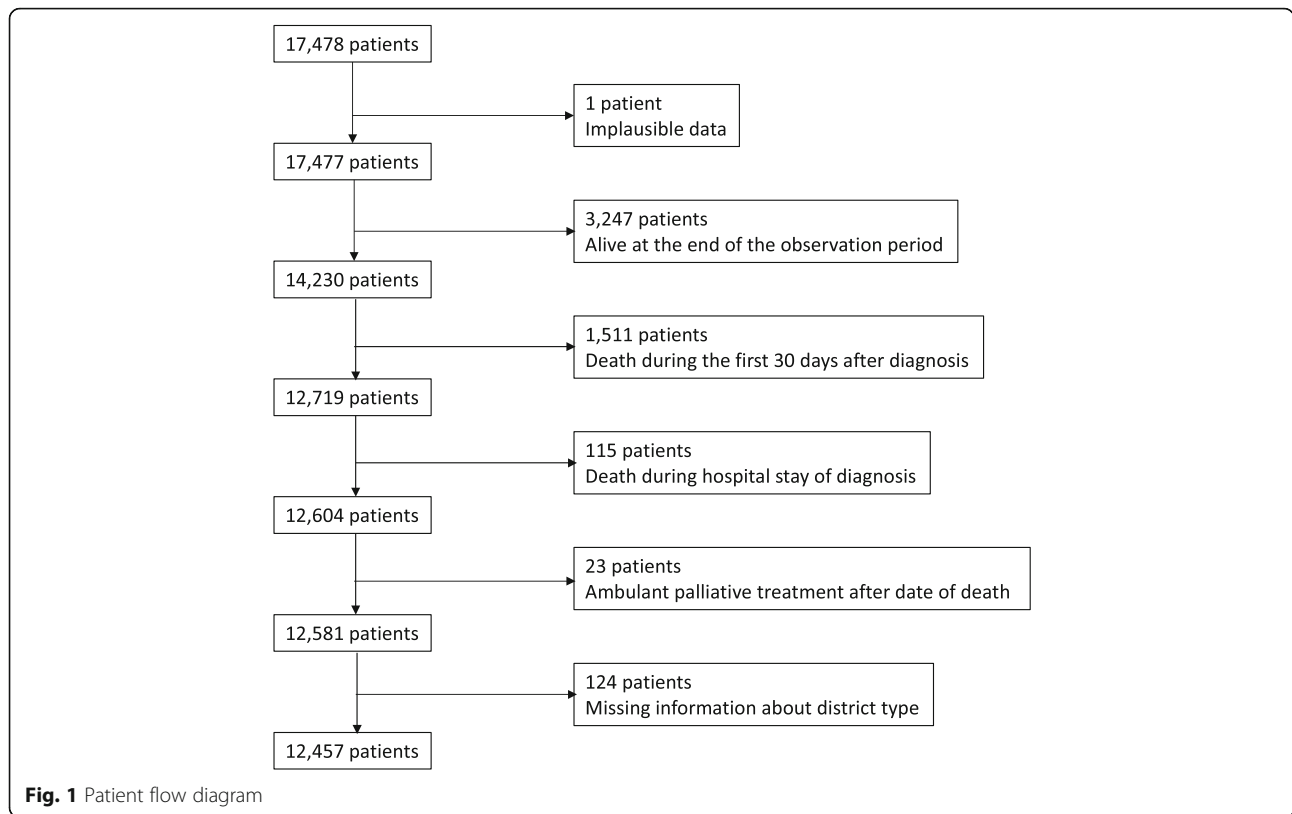 17,478 patients
1 patient
Implausible data
17,477 patients
3,247 patients
Alive at the end of the observation period
14,230 patients
1,511 patients
Death during the first 30 days after diagnosis
12,719 patients
115 patients
Death during hospital stay of diagnosis
12,604 patients
23 patients
Ambulant palliative treatment after date of death
12,581 patients
124 patients
Missing information about district type
12,457 patients
Fig. 1 Patient flow diagram